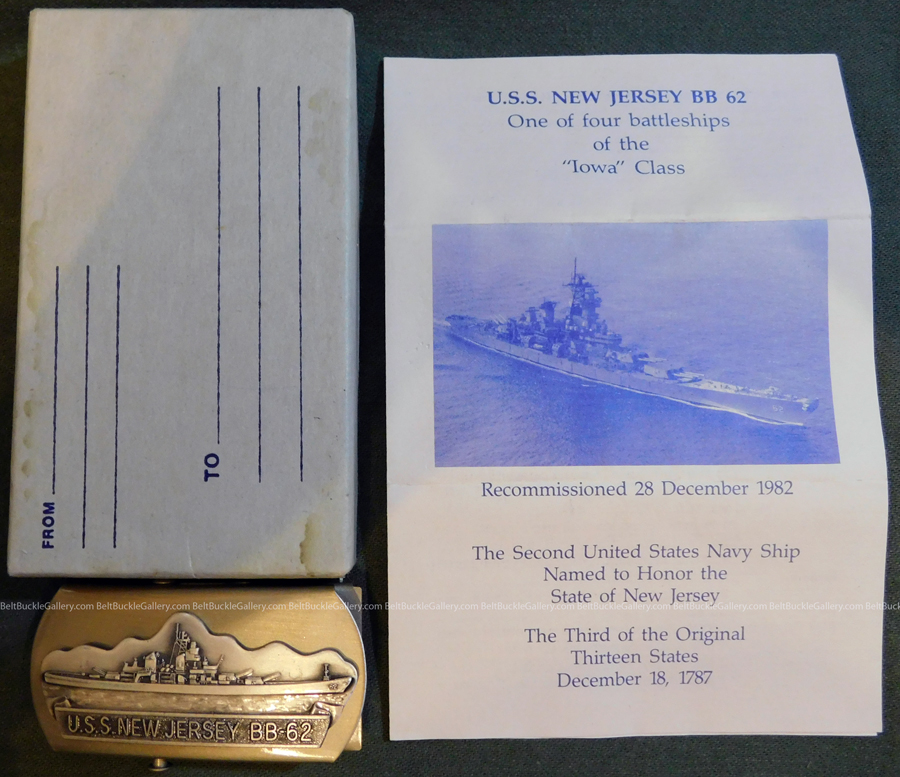 FROM
TO
U.S.S. NEW JERSEY BB 62
One of four battleships
of the
"Iowa" Class
Recommissioned 28 December 1982
The Second United States Navy Ship
Named to Honor the
State of New Jersey
The Third of the Original
Thirteen States
December 18, 1787
BeltBuckleGallery.com BeltBuckleGallery.com BeltBuckleGallery.com BeltBuckleGallery.com BeltBuckleGallery.com BeltBuckleGallery.com BeltBuckleGallery.com BeltBuckleGallery.com BeltBuckleGallery.com Be
U.S.S. NEW JERSEY BB-62